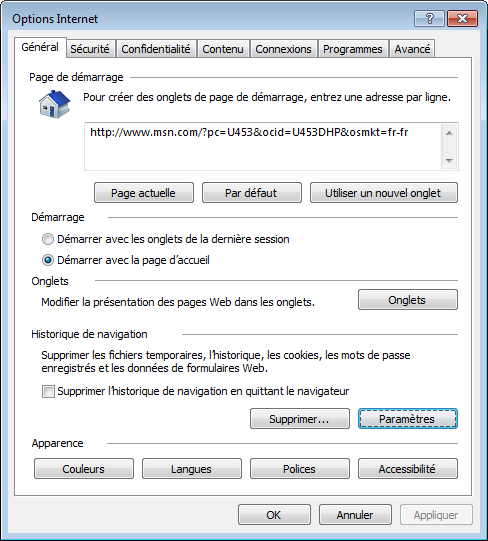 Options Internet
Général Sécurité Confidentialité Contenu Connexions Programmes Avancé
Page de démarrage
Pour créer des onglets de page de démarrage, entrez une adresse par ligne.
http://www.msn.com/?pc=U453&ocid=U453DHP&osmkt=fr-fr
Page actuelle Par défaut Utiliser un nouvel onglet
Démarrage
Démarrer avec les onglets de la dernière session
Démarrer avec la page d'accueil
Onglets
Modifier la présentation des pages Web dans les onglets.
Onglets
Historique de navigation
Supprimer les fichiers temporaires, l'historique, les cookies, les mots de passe
enregistrés et les données de formulaires Web.
Supprimer l'historique de navigation en quittant le navigateur
Supprimer... Paramètres
Apparence
Couleurs Langues Polices Accessibilité
OK Annuler Appliquer